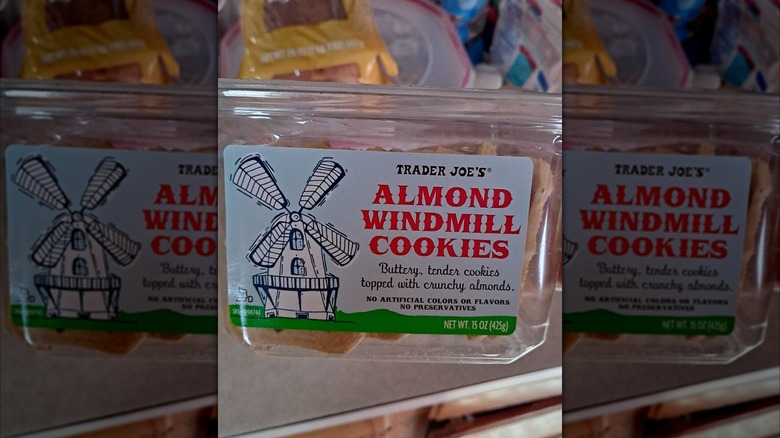 TRADER JOE'S®
ALMOND
WINDMILL
COOKIES
Buttery, tender cookies
topped with crunchy almonds.
NO ARTIFICIAL COLORS OR FLAVORS
NO PRESERVATIVES
NET WT. 15 OZ (425g)